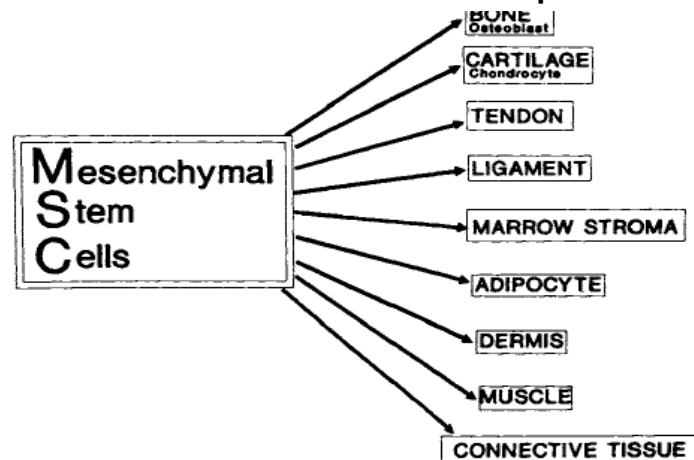 BONE
Osteoblast
CARTILAGE
Chondrocyte
TENDON
LIGAMENT
Mesenchymal
Stem
Cells
MARROW STROMA
ADIPOCYTE
DERMIS
MUSCLE
CONNECTIVE TISSUE